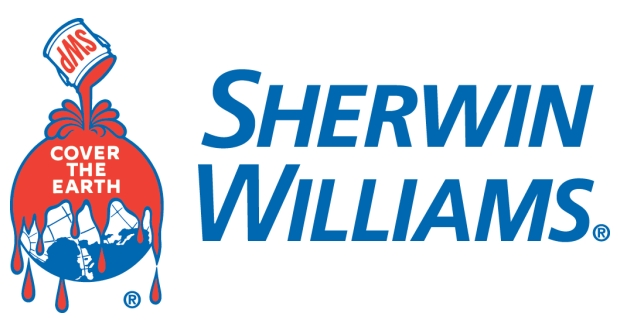 SWP
COVER
THE
EARTH
®
SHERWIN
WILLIAMS®